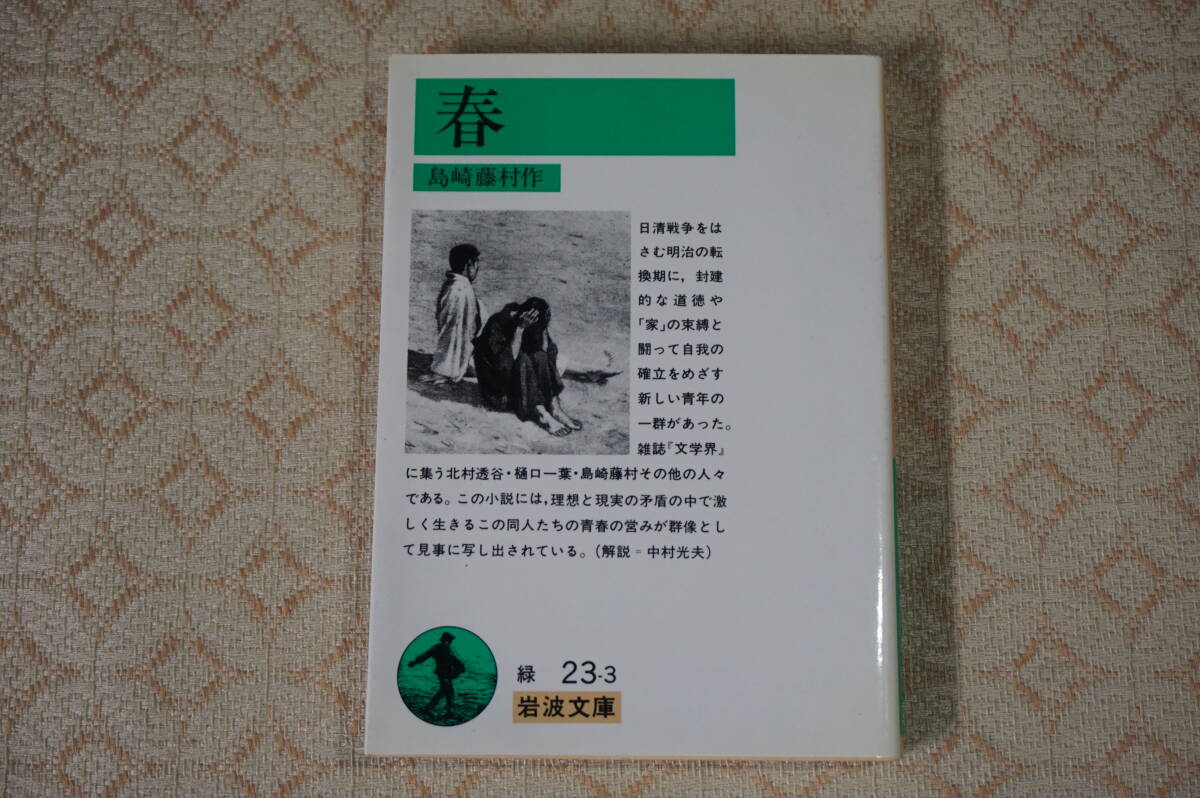 春
島崎藤村作
日清戦争をは
さむ明治の転
換期に，封建
的な道徳や
「家」の束縛と
闘って自我の
確立をめざす
新しい青年の
一群があった。
雑誌『文学界』
に集う北村透谷・樋口一葉・島崎藤村その他の人々
である。この小説には，理想と現実の矛盾の中で激
しく生きるこの同人たちの青春の営みが群像とし
て見事に写し出されている。（解説＝中村光夫）
緑 23-3
岩波文庫